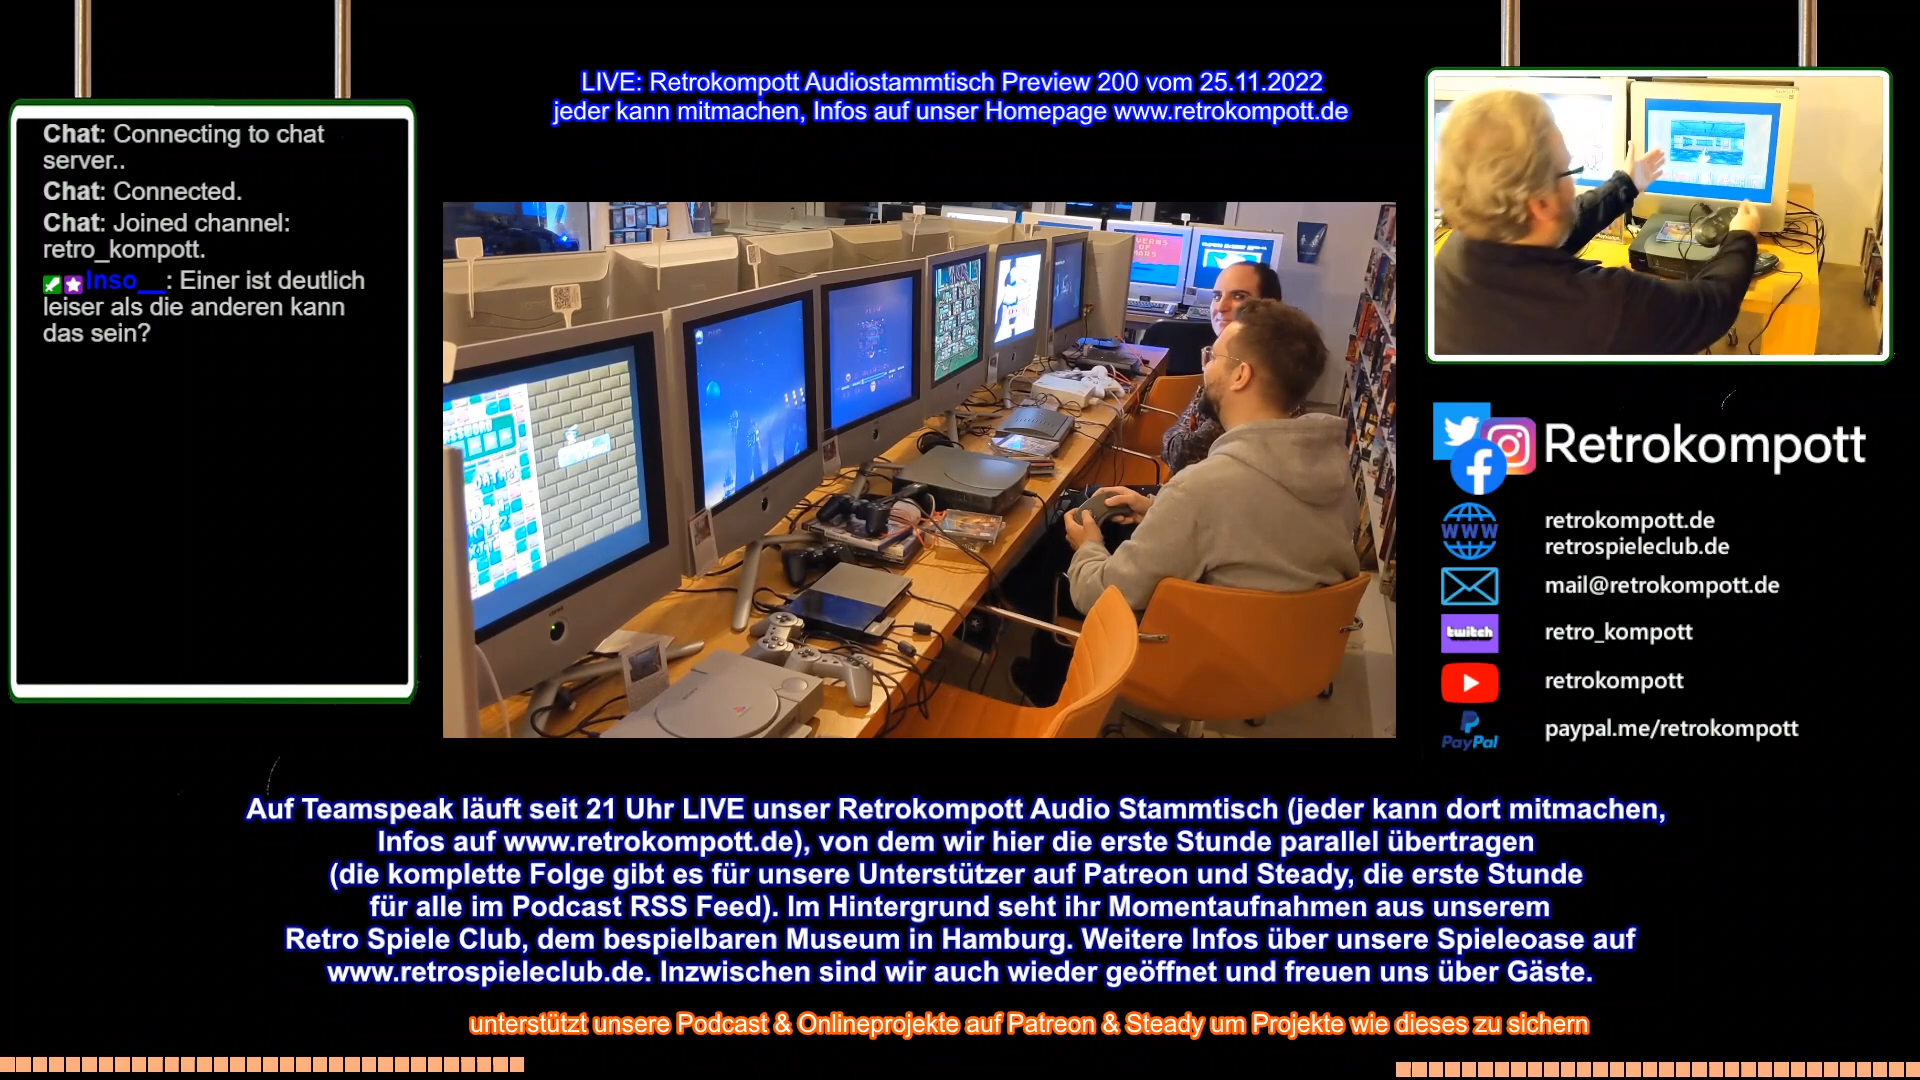 LIVE: Retrokompott Audiostammtisch Preview 200 vom 25.11.2022
jeder kann mitmachen, Infos auf unser Homepage www.retrokompott.de
Chat: Connecting to chat
server..
Chat: Connected.
Chat: Joined channel:
retro_kompott.
Inso__: Einer ist deutlich
leiser als die anderen kann
das sein?
Retrokompott
WWW
retrokompott.de
retrospieleclub.de
mail@retrokompott.de
twitch
retro_kompott
retrokompott
PayPal
paypal.me/retrokompott
Auf Teamspeak läuft seit 21 Uhr LIVE unser Retrokompott Audio Stammtisch (jeder kann dort mitmachen,
Infos auf www.retrokompott.de), von dem wir hier die erste Stunde parallel übertragen
(die komplette Folge gibt es für unsere Unterstützer auf Patreon und Steady, die erste Stunde
für alle im Podcast RSS Feed). Im Hintergrund seht ihr Momentaufnahmen aus unserem
Retro Spiele Club, dem bespielbaren Museum in Hamburg. Weitere Infos über unsere Spieleoase auf
www.retrospieleclub.de. Inzwischen sind wir auch wieder geöffnet und freuen uns über Gäste.
unterstützt unsere Podcast & Onlineprojekte auf Patreon & Steady um Projekte wie dieses zu sichern